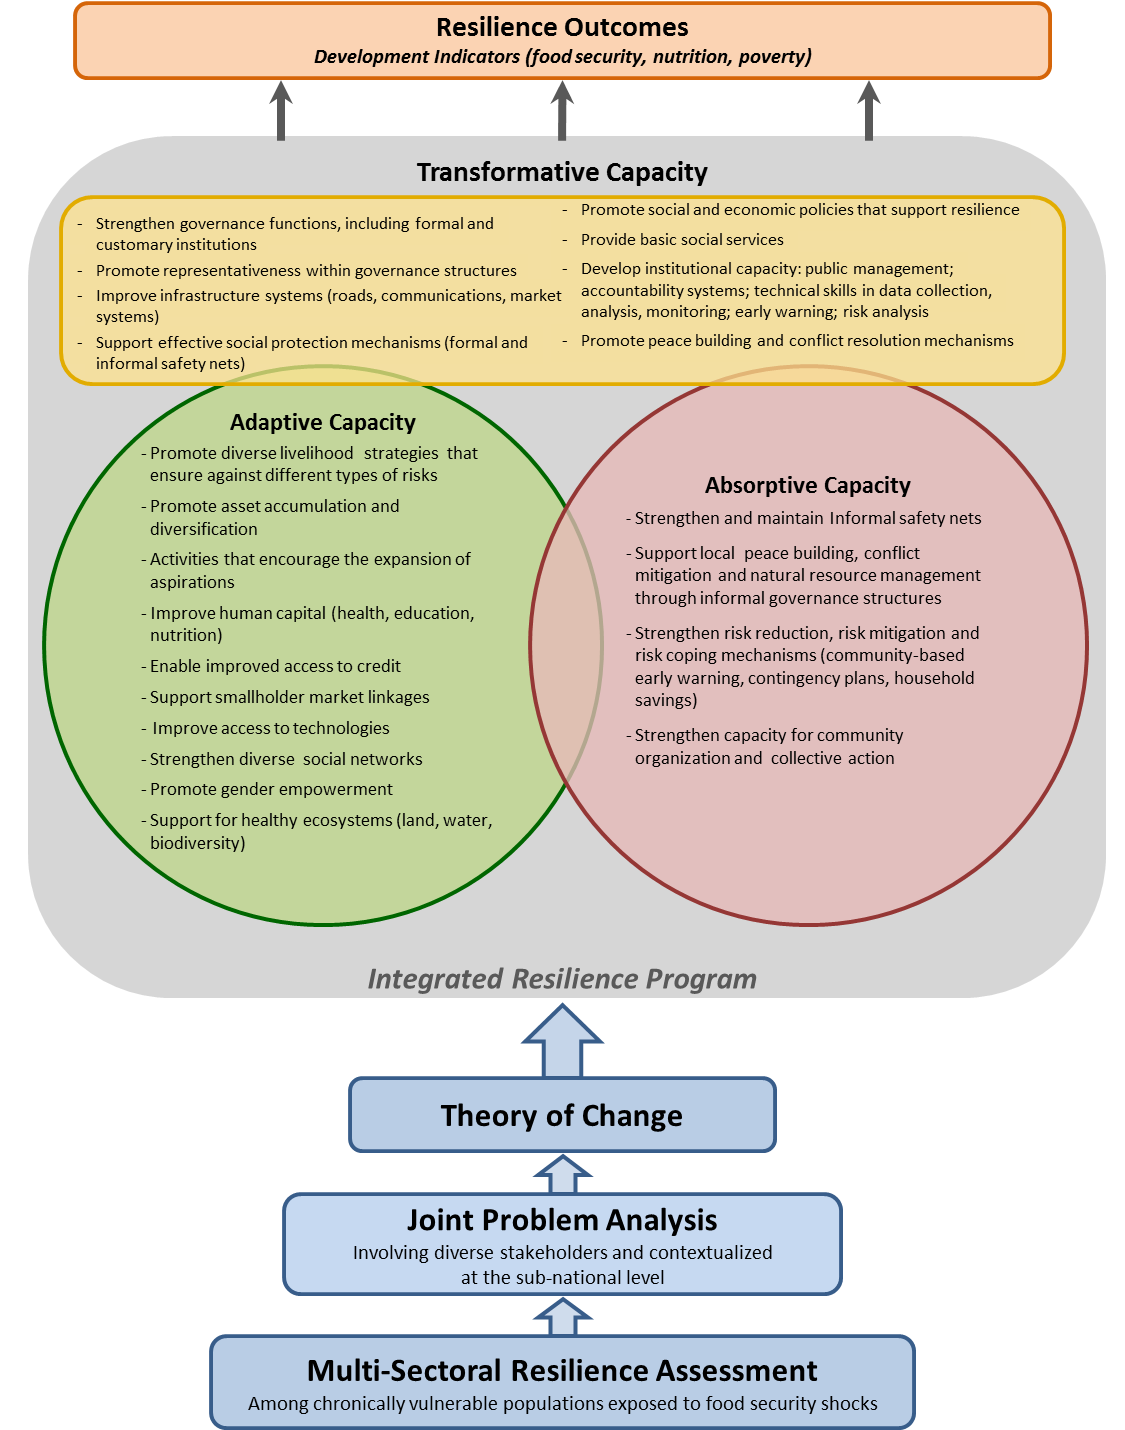 Resilience Outcomes
Development Indicators (food security, nutrition, poverty)
Transformative Capacity
- Strengthen governance functions, including formal and
customary institutions
- Promote representativeness within governance structures
- Improve infrastructure systems (roads, communications, market
systems)
- Support effective social protection mechanisms (formal and
informal safety nets)
- Promote social and economic policies that support resilience
- Provide basic social services
- Develop institutional capacity: public management;
accountability systems; technical skills in data collection,
analysis, monitoring; early warning; risk analysis
- Promote peace building and conflict resolution mechanisms
Adaptive Capacity
- Promote diverse livelihood strategies that
ensure against different types of risks
- Promote asset accumulation and
diversification
- Activities that encourage the expansion of
aspirations
- Improve human capital (health, education,
nutrition)
- Enable improved access to credit
- Support smallholder market linkages
- Improve access to technologies
- Strengthen diverse social networks
- Promote gender empowerment
- Support for healthy ecosystems (land, water,
biodiversity)
Absorptive Capacity
- Strengthen and maintain Informal safety nets
- Support local peace building, conflict
mitigation and natural resource management
through informal governance structures
- Strengthen risk reduction, risk mitigation and
risk coping mechanisms (community-based
early warning, contingency plans, household
savings)
- Strengthen capacity for community
organization and collective action
Integrated Resilience Program
Theory of Change
Joint Problem Analysis
Involving diverse stakeholders and contextualized
at the sub-national level
Multi-Sectoral Resilience Assessment
Among chronically vulnerable populations exposed to food security shocks